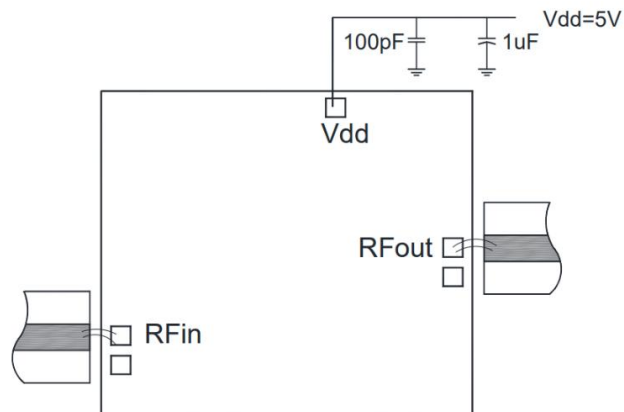 Vdd=5V
100pF
1uF
Vdd
RFout
RFin